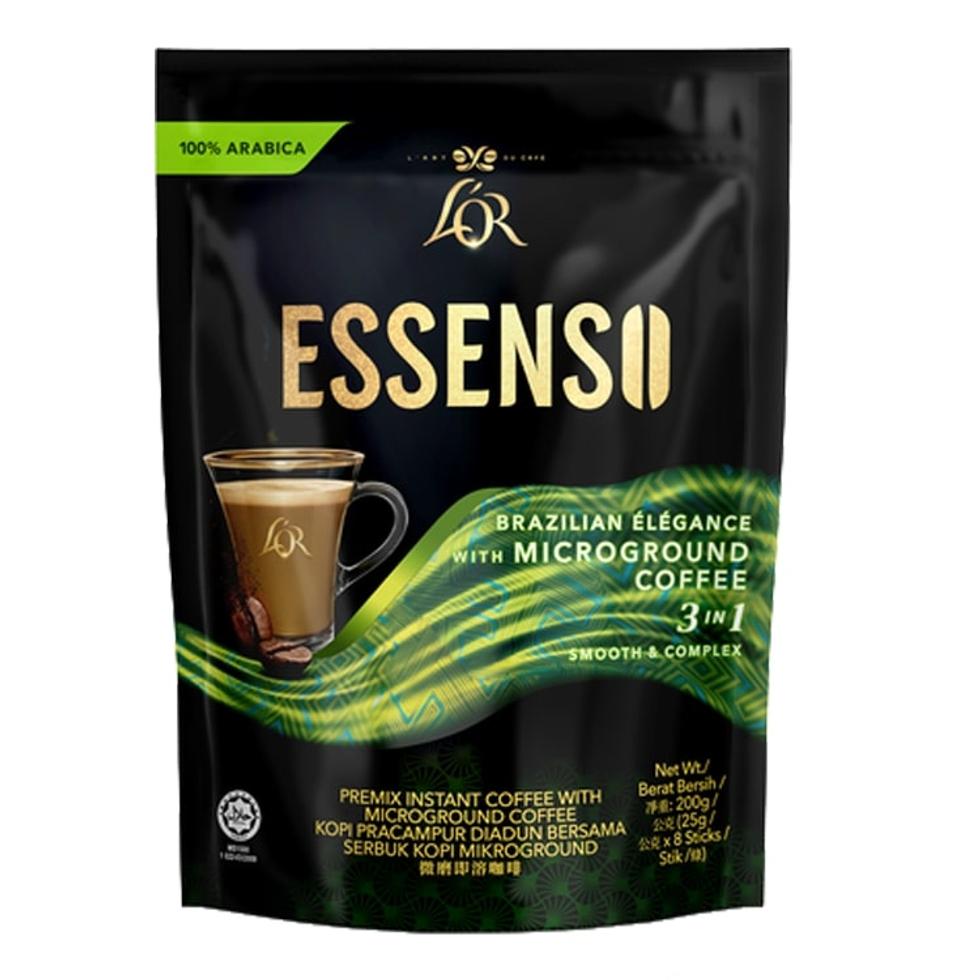 100% ARABICA
L'ART DU CAFÉ
L'OR
ESSENSO
L'OR
BRAZILIAN ÉLÉGANCE
WITH MICROGROUND
COFFEE
3 IN 1
SMOOTH & COMPLEX
PREMIX INSTANT COFFEE WITH
MICROGROUND COFFEE
KOPI PRACAMPUR DIADUN BERSAMA
SERBUK KOPI MIKROGROUND
微磨即溶咖啡
Net Wt./
Berat Bersih /
淨重: 200g /
公克 (25g /
公克 x 8 Sticks /
Stik /條)